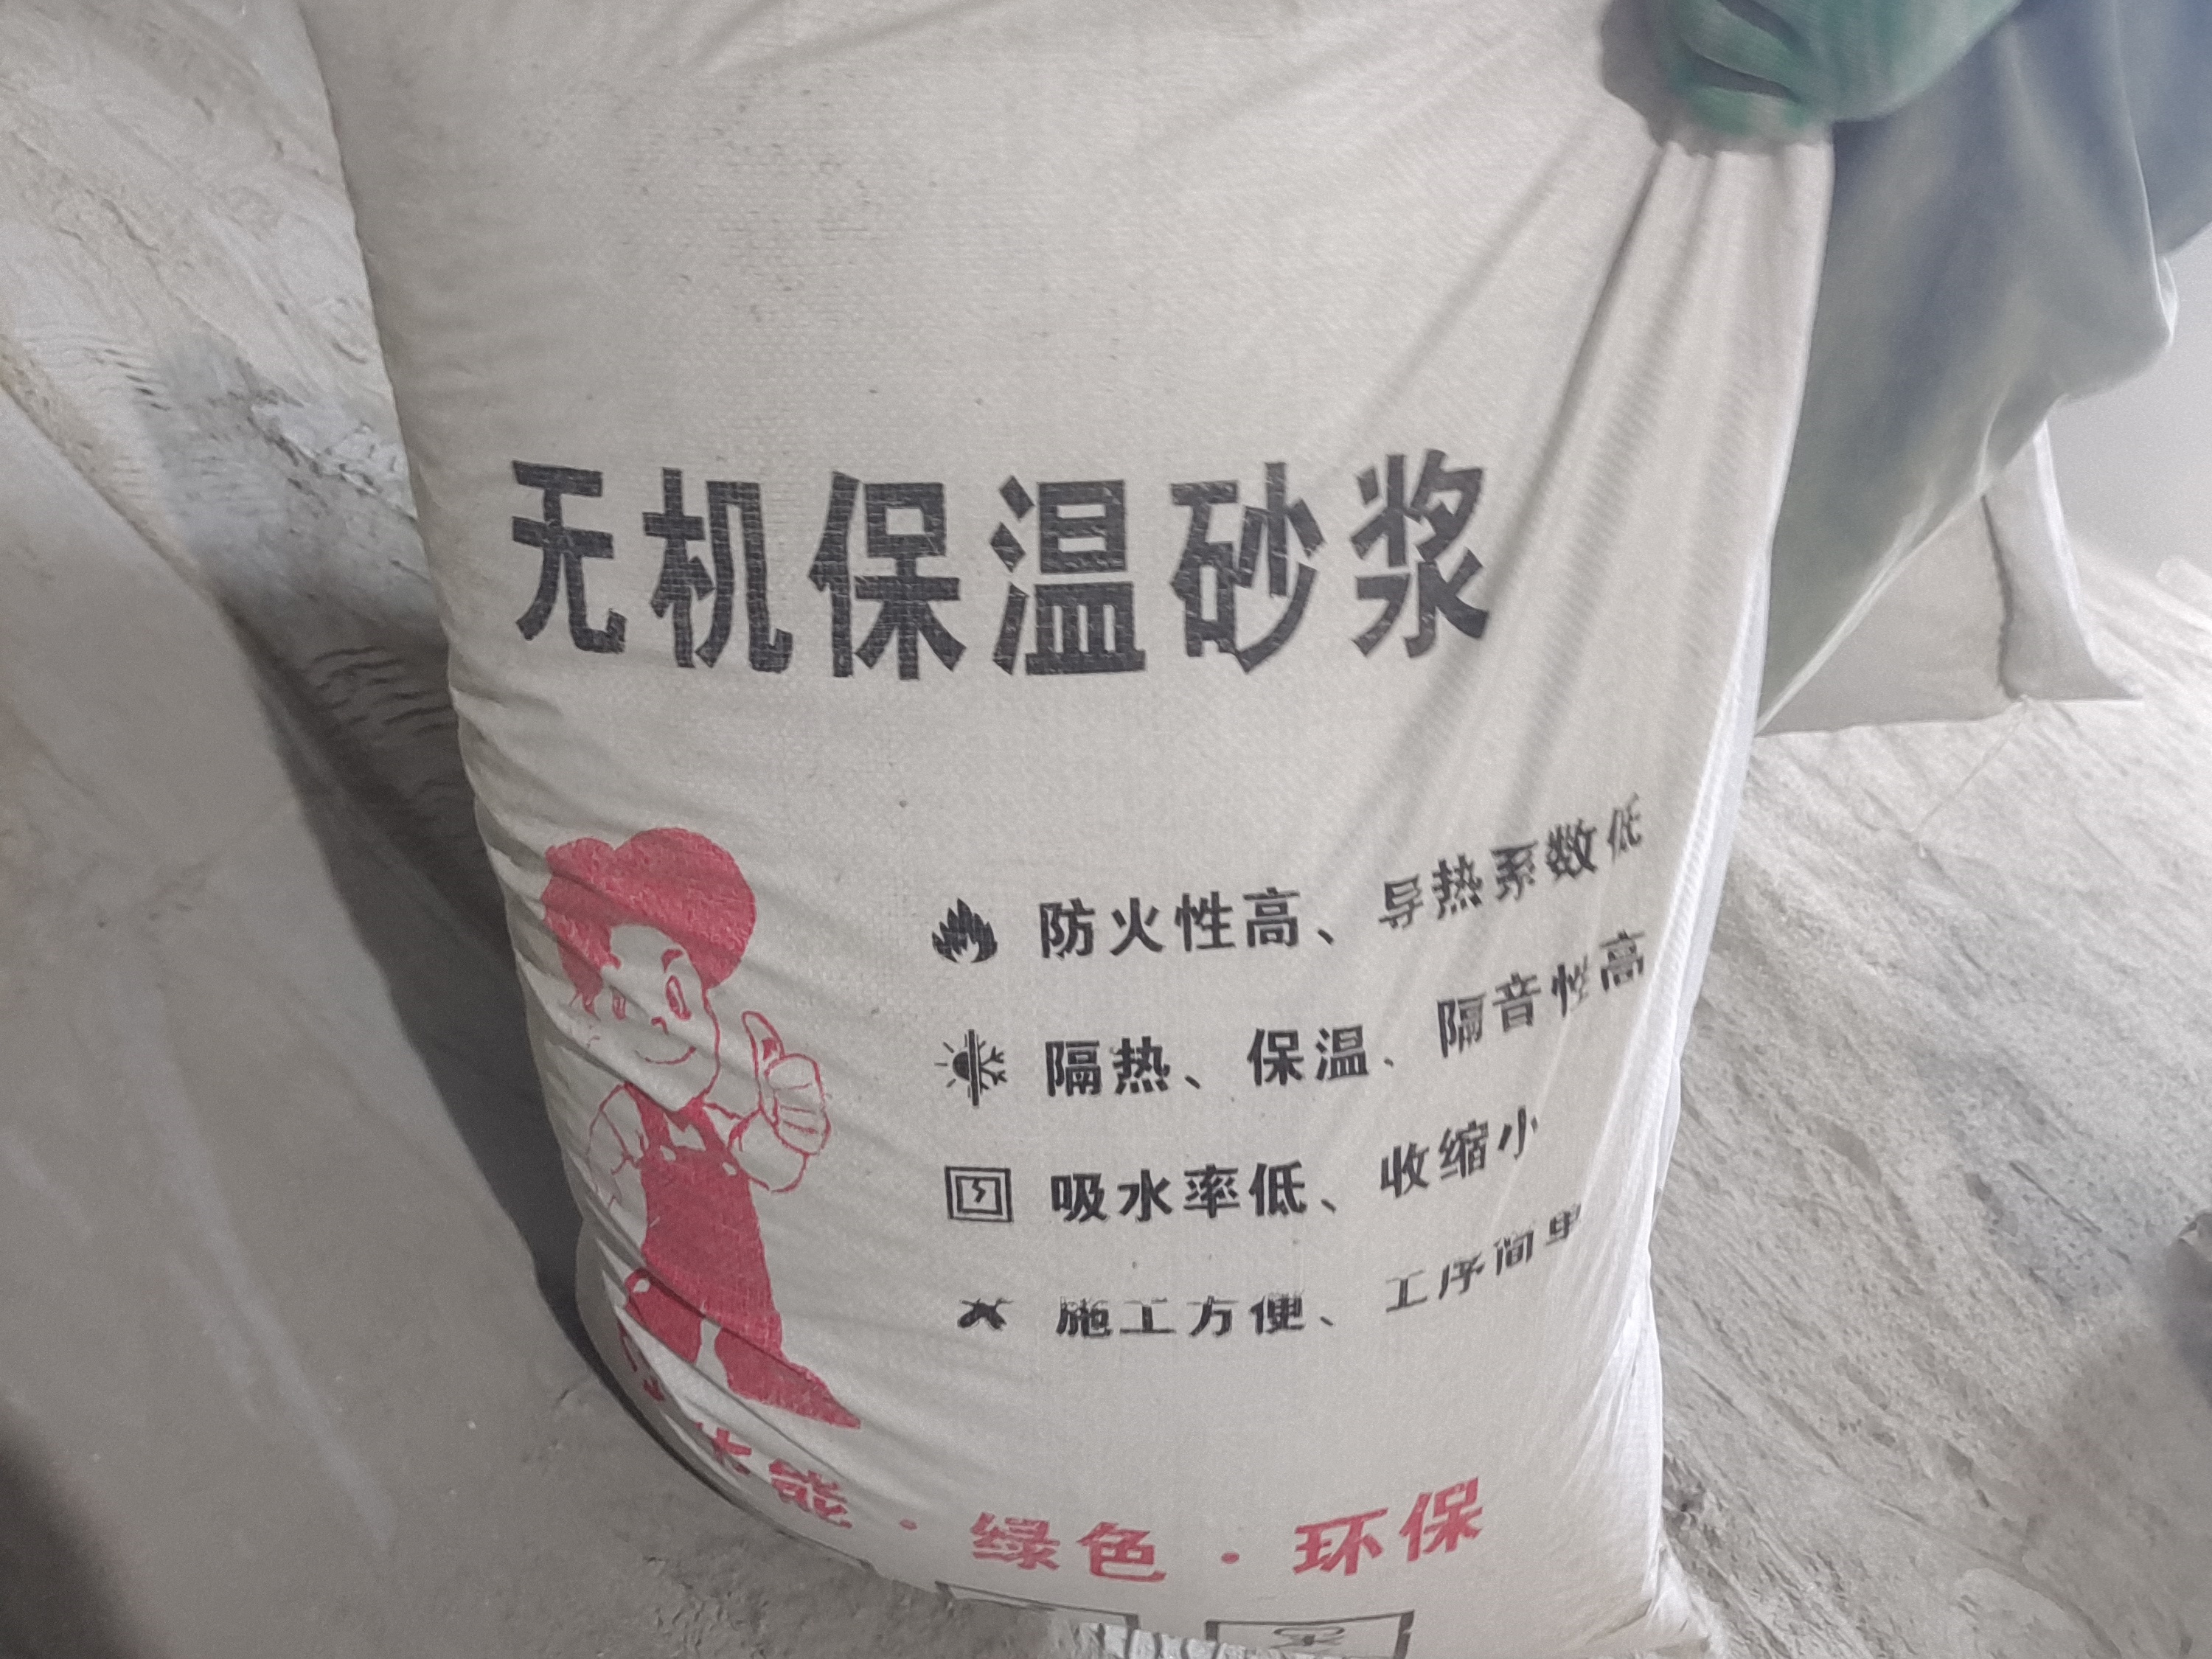 无机保温砂浆
防火性高、导热系数低
隔热、保温、隔音性高
吸水率低、收缩小
施工方便、工序简单
节能·绿色·环保